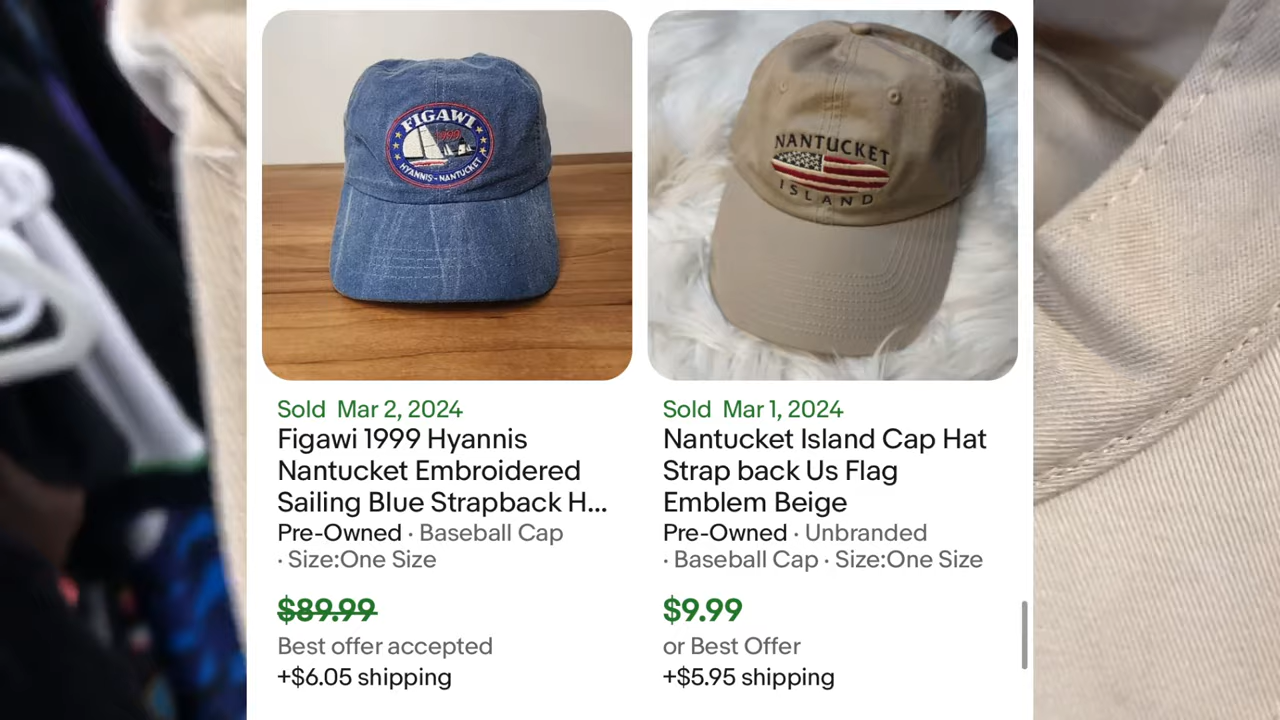 FIGAWI
1999
HYANNIS - NANTUCKET
NANTUCKET
ISLAND
Sold Mar 2, 2024
Figawi 1999 Hyannis
Nantucket Embroidered
Sailing Blue Strapback H...
Pre-Owned · Baseball Cap
· Size:One Size
$89.99
Best offer accepted
+$6.05 shipping
Sold Mar 1, 2024
Nantucket Island Cap Hat
Strap back Us Flag
Emblem Beige
Pre-Owned · Unbranded
· Baseball Cap · Size:One Size
$9.99
or Best Offer
+$5.95 shipping